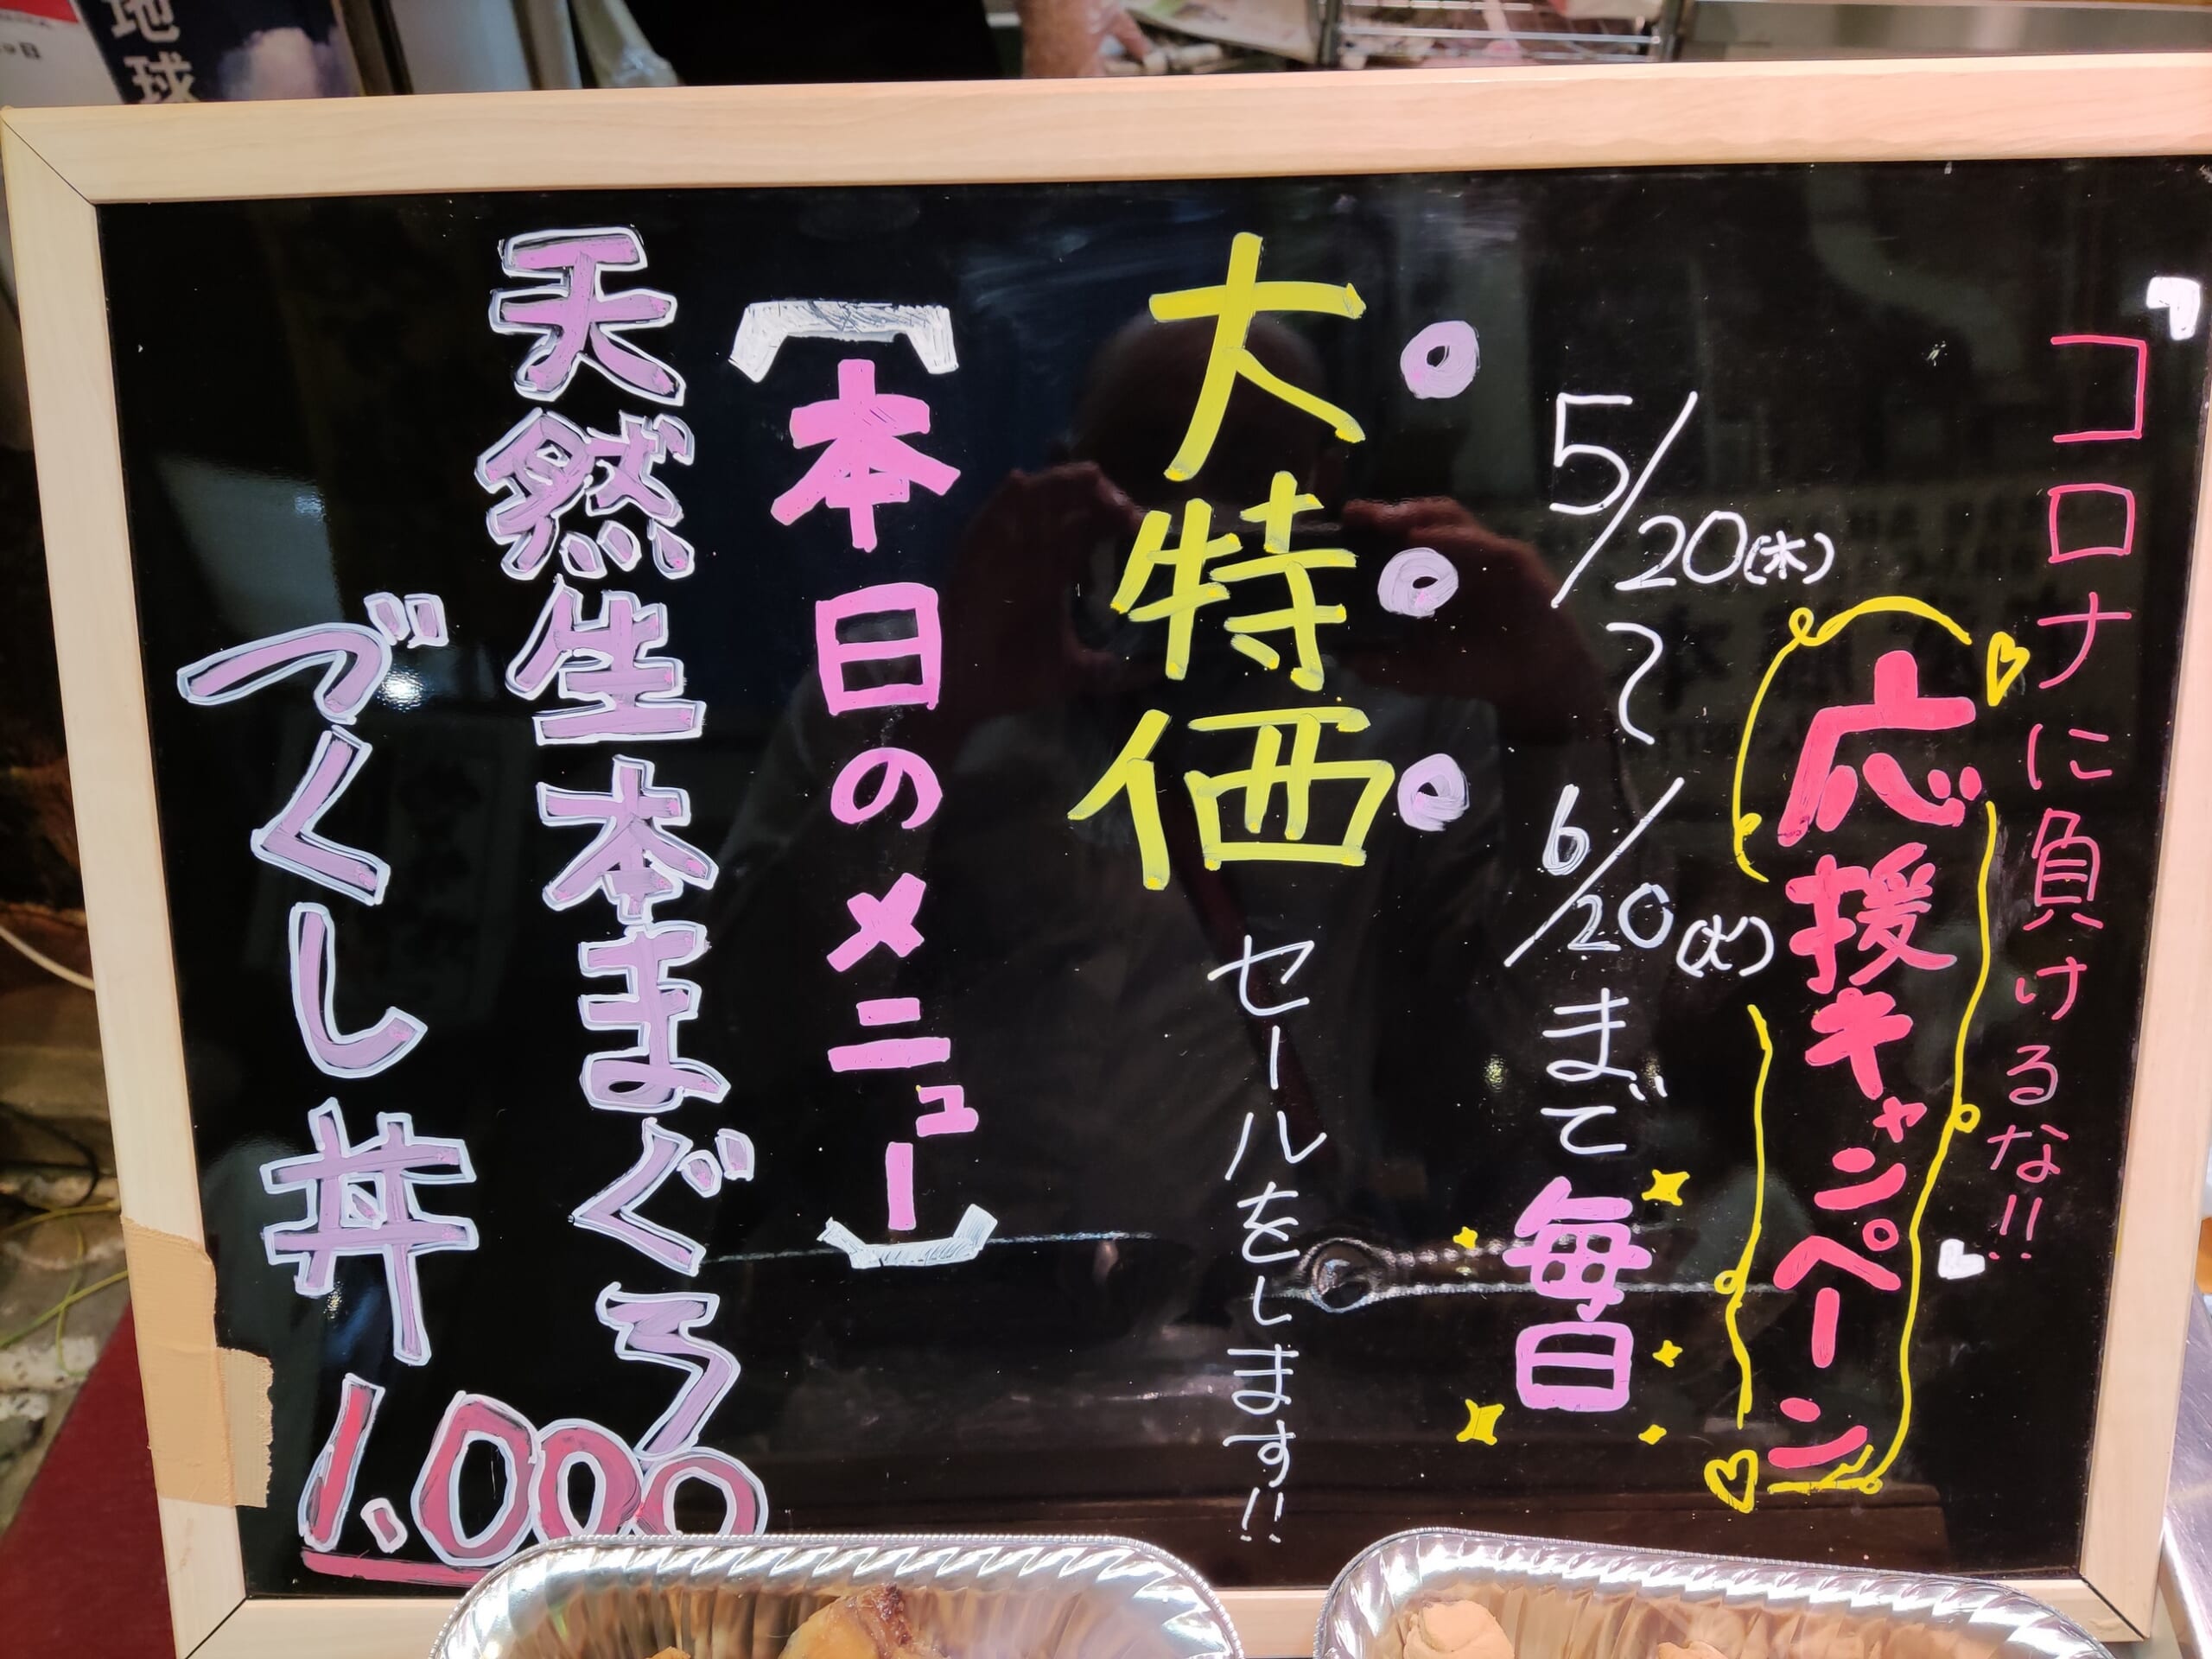 「コロナに負けるな!!
応援キャンペーン
5/20(木)〜6/20(火)まで毎日
大特価セールをします!!
【本日のメニュー】
天然生本まぐろ
づくし丼 1.000
地球